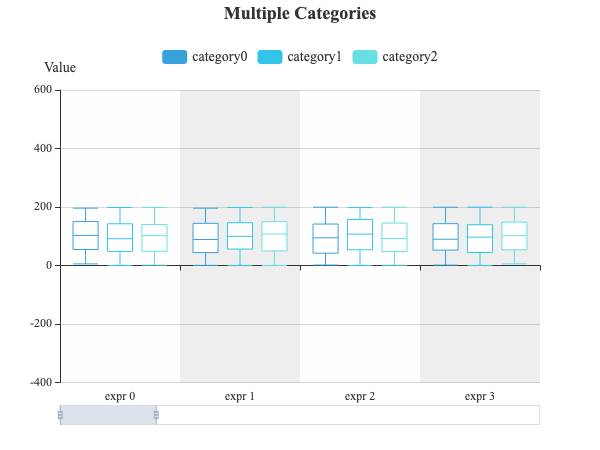 Multiple Categories
category0 category1 category2
Value
600
400
200
0
-200
-400
expr 0 expr 1 expr 2 expr 3